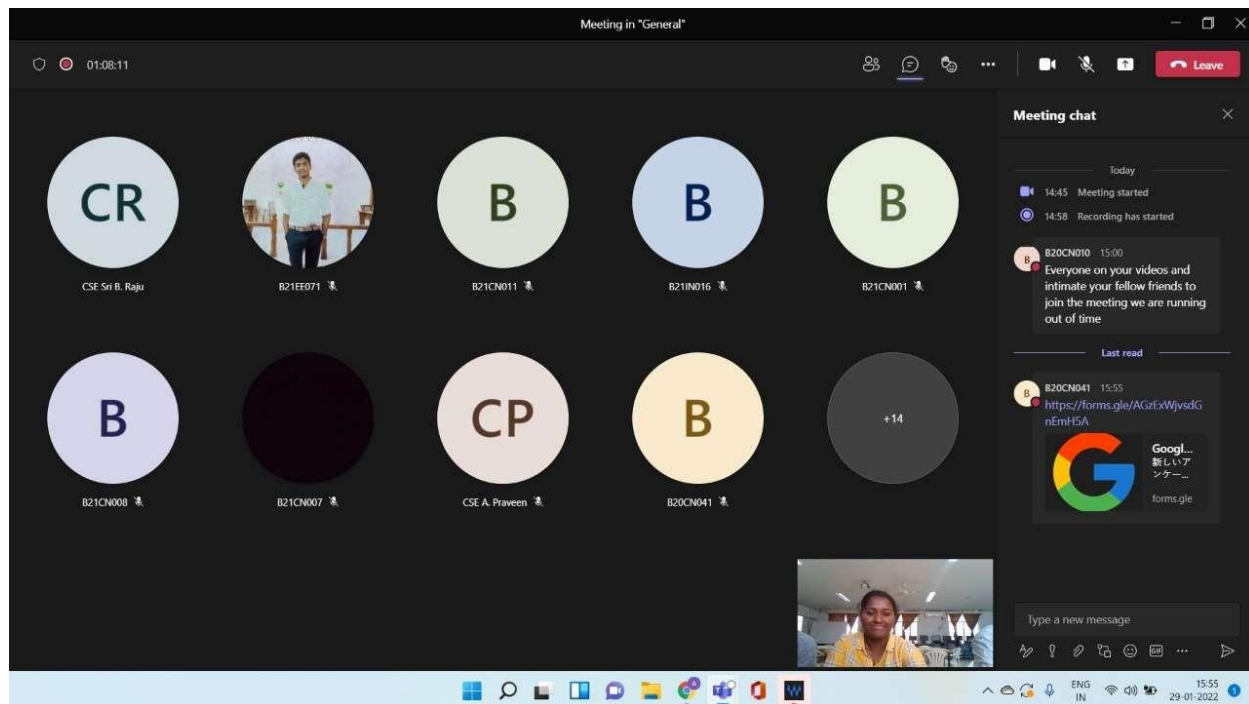 Meeting in "General"
01:08:11
Leave
CR
CSE Sri B. Raju
B21EE071
B
B21CN011
B
B21IN016
B
B21CN001
B
B21CN008
B21CN007
CP
CSE A. Praveen
B
B20CN041
+14
Meeting chat
Today
14:45 Meeting started
14:58 Recording has started
B
B20CN010 15:00
Everyone on your videos and
intimate your fellow friends to
join the meeting we are running
out of time
Last read
B
B20CN041 15:55
https://forms.gle/AGzExWjvsdG
nEmH5A
Googl...
新しいア
ンケー...
forms.gle
Type a new message
GIF
ENG
IN
15:55
29-01-2022
1